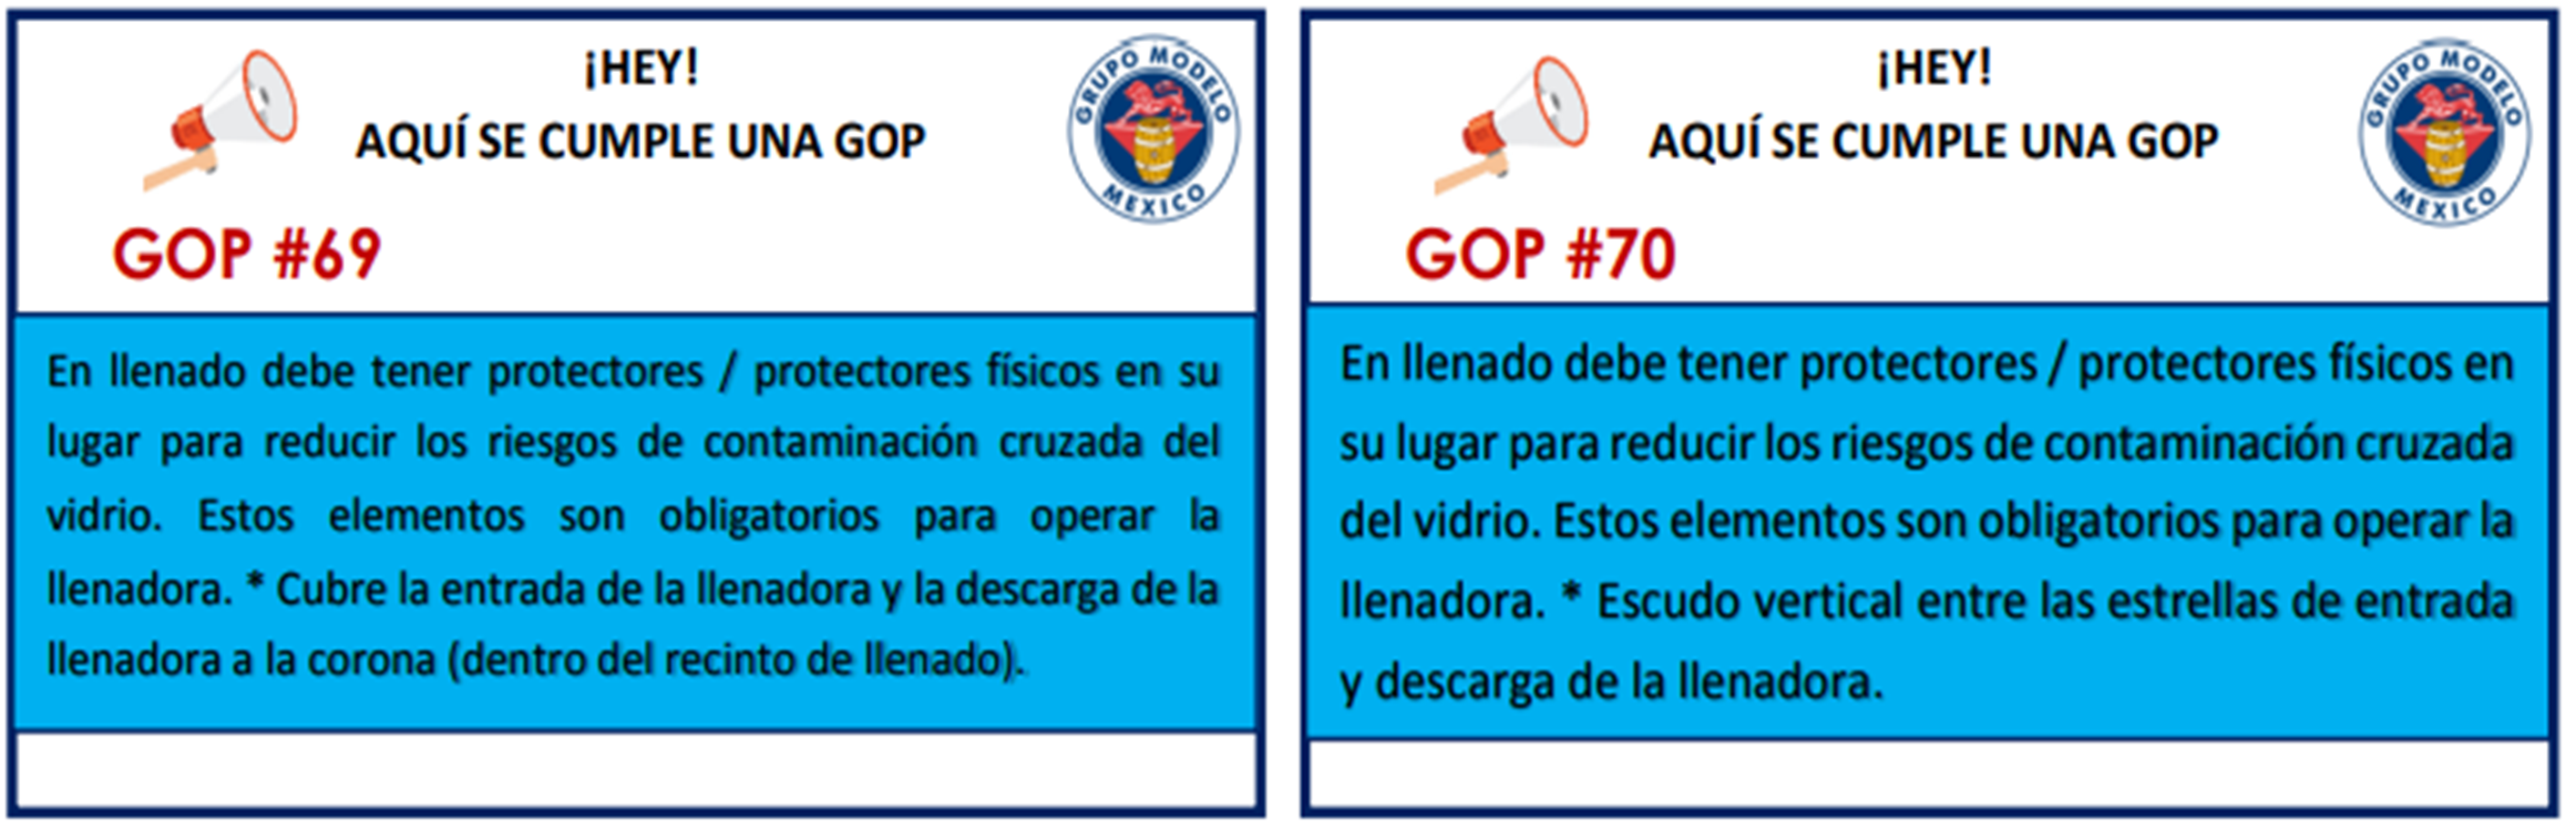 ¡HEY!
AQUÍ SE CUMPLE UNA GOP
GRUPO MODELO
MEXICO
GOP #69
En llenado debe tener protectores / protectores físicos en su
lugar para reducir los riesgos de contaminación cruzada del
vidrio. Estos elementos son obligatorios para operar la
llenadora. * Cubre la entrada de la llenadora y la descarga de la
llenadora a la corona (dentro del recinto de llenado).
¡HEY!
AQUÍ SE CUMPLE UNA GOP
GRUPO MODELO
MEXICO
GOP #70
En llenado debe tener protectores / protectores físicos en
su lugar para reducir los riesgos de contaminación cruzada
del vidrio. Estos elementos son obligatorios para operar la
llenadora. * Escudo vertical entre las estrellas de entrada
y descarga de la llenadora.